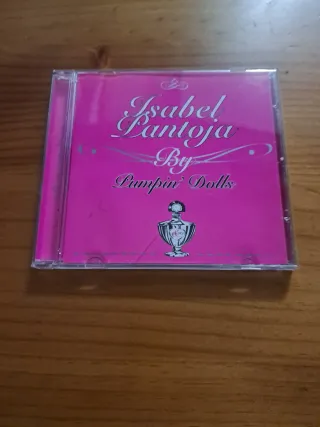 Isabel
Pantoja
By
Pumpin' Dolls